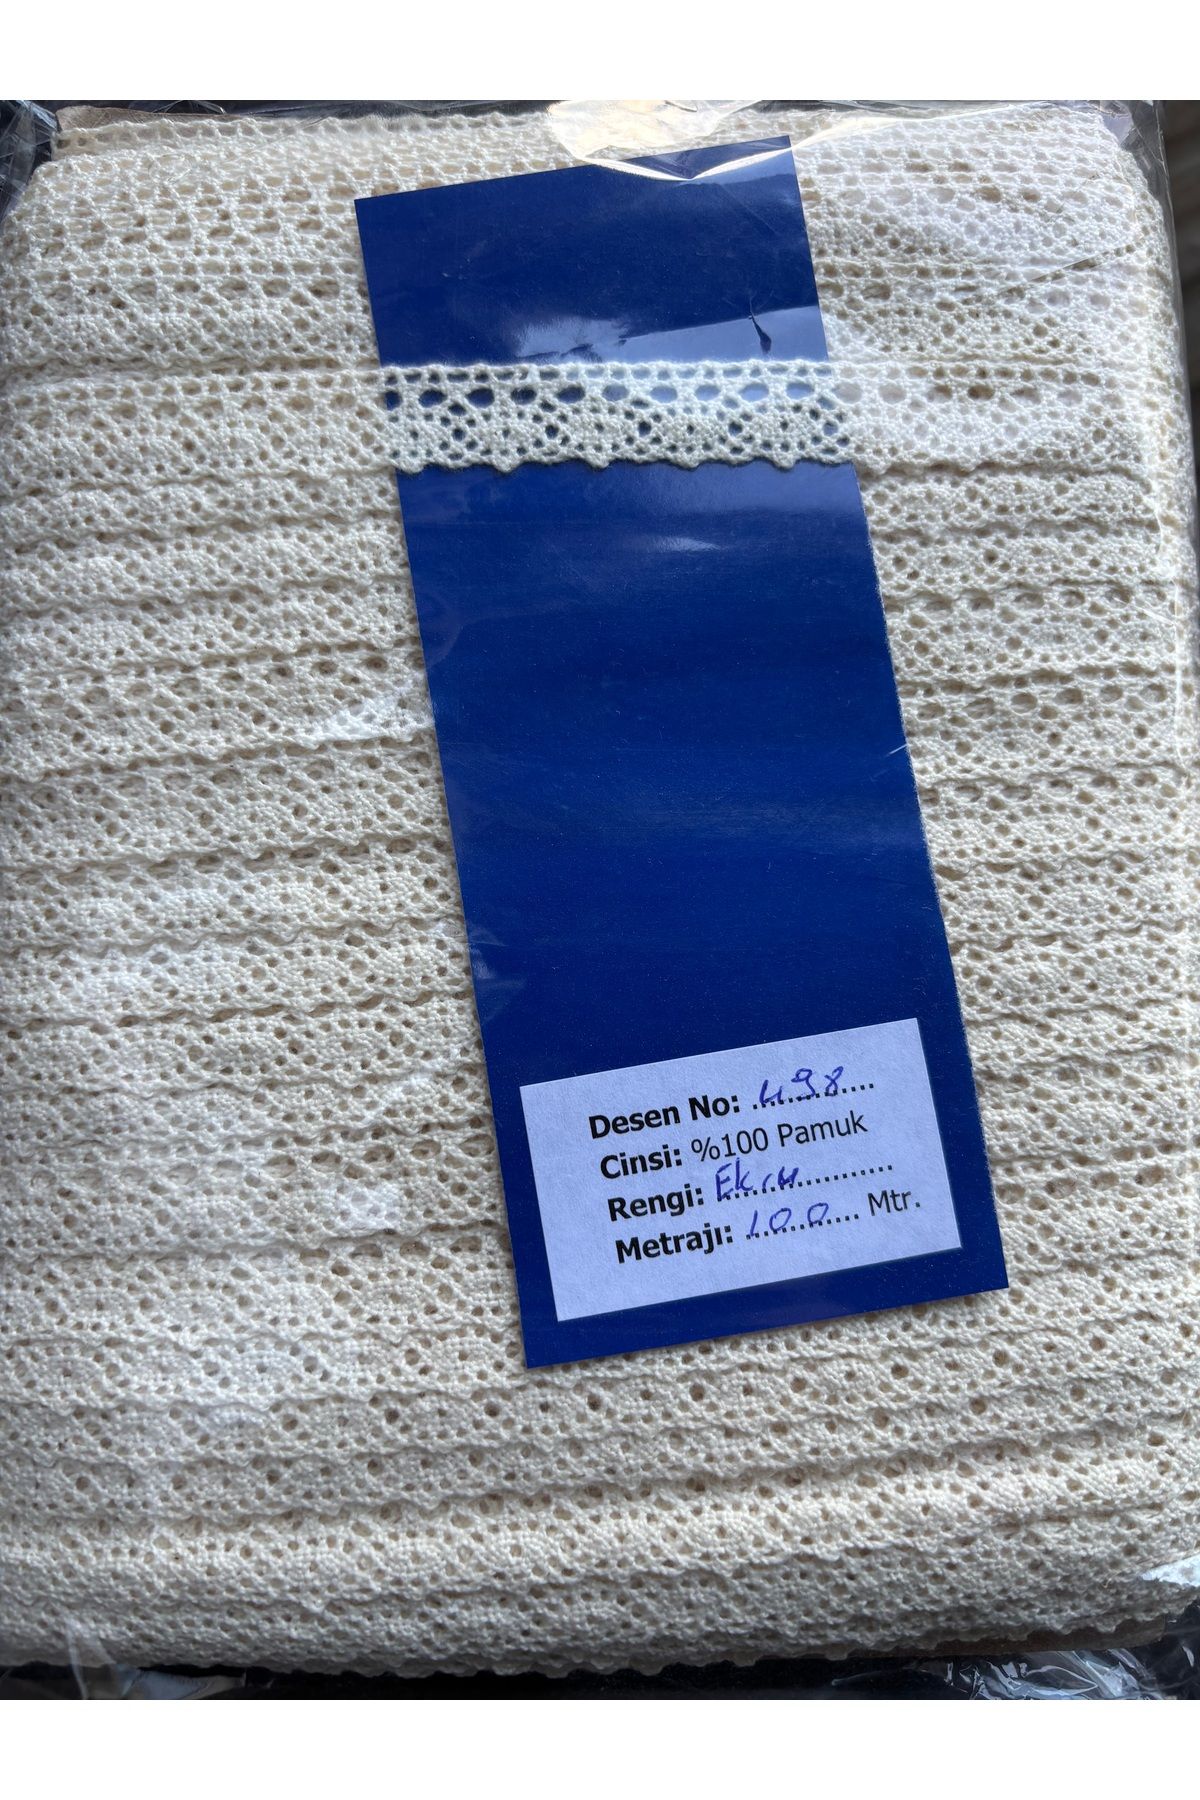 Desen No: 498
Cinsi: %100 Pamuk
Rengi: Ekru
Metrajı: 100 Mtr.